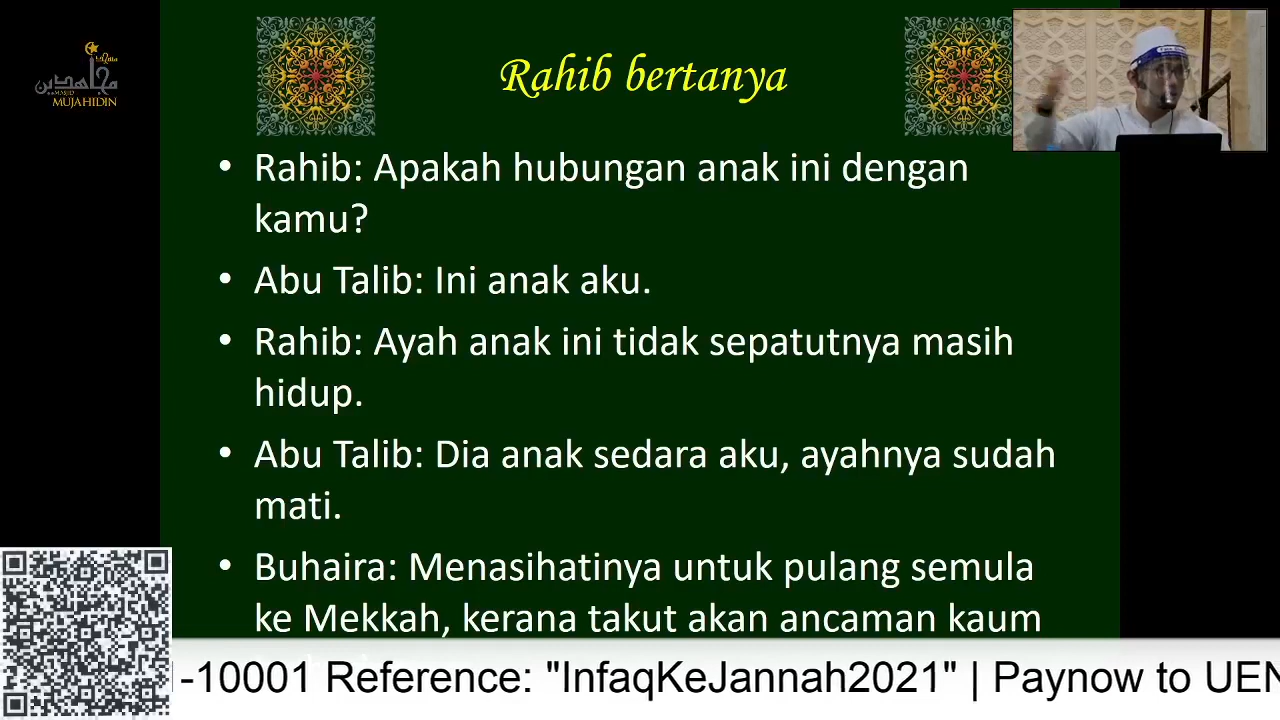 Rahib bertanya
مجاهدين
MASJID
MUJAHIDIN
• Rahib: Apakah hubungan anak ini dengan
kamu?
• Abu Talib: Ini anak aku.
• Rahib: Ayah anak ini tidak sepatutnya masih
hidup.
• Abu Talib: Dia anak sedara aku, ayahnya sudah
mati.
• Buhaira: Menasihatinya untuk pulang semula
ke Mekkah, kerana takut akan ancaman kaum
-10001 Reference: "InfaqKeJannah2021" | Paynow to UEN